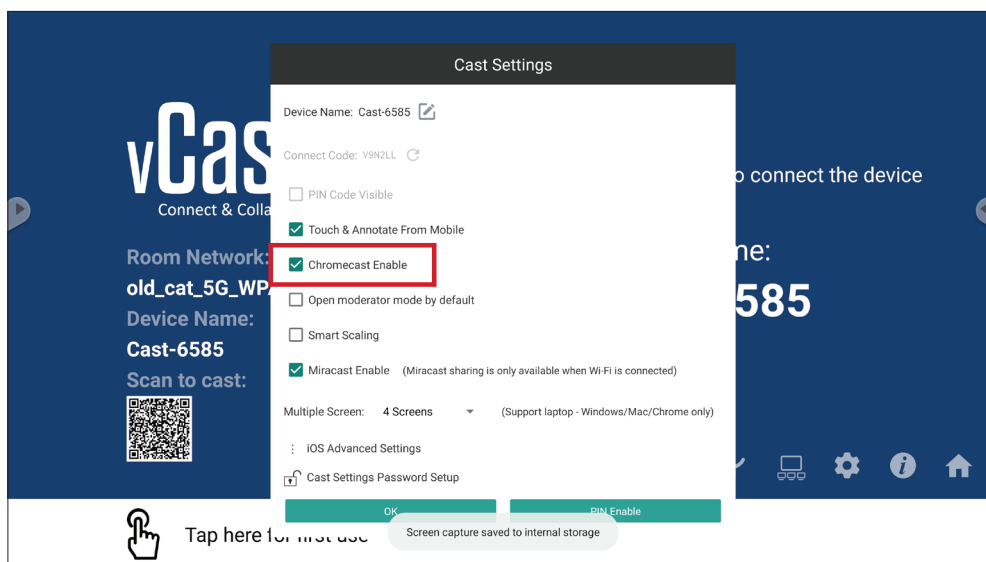 Cast Settings
Device Name: Cast-6585
Connect Code: V9N2LL
PIN Code Visible
Touch & Annotate From Mobile
Chromecast Enable
Open moderator mode by default
Smart Scaling
Miracast Enable (Miracast sharing is only available when Wi-Fi is connected)
Multiple Screen: 4 Screens (Support laptop - Windows/Mac/Chrome only)
iOS Advanced Settings
Cast Settings Password Setup
OK PIN Enable
Screen capture saved to internal storage
vCas
Connect & Colla
Room Network:
old_cat_5G_WPA
Device Name:
Cast-6585
Scan to cast:
connect the device
585
Tap here for first use